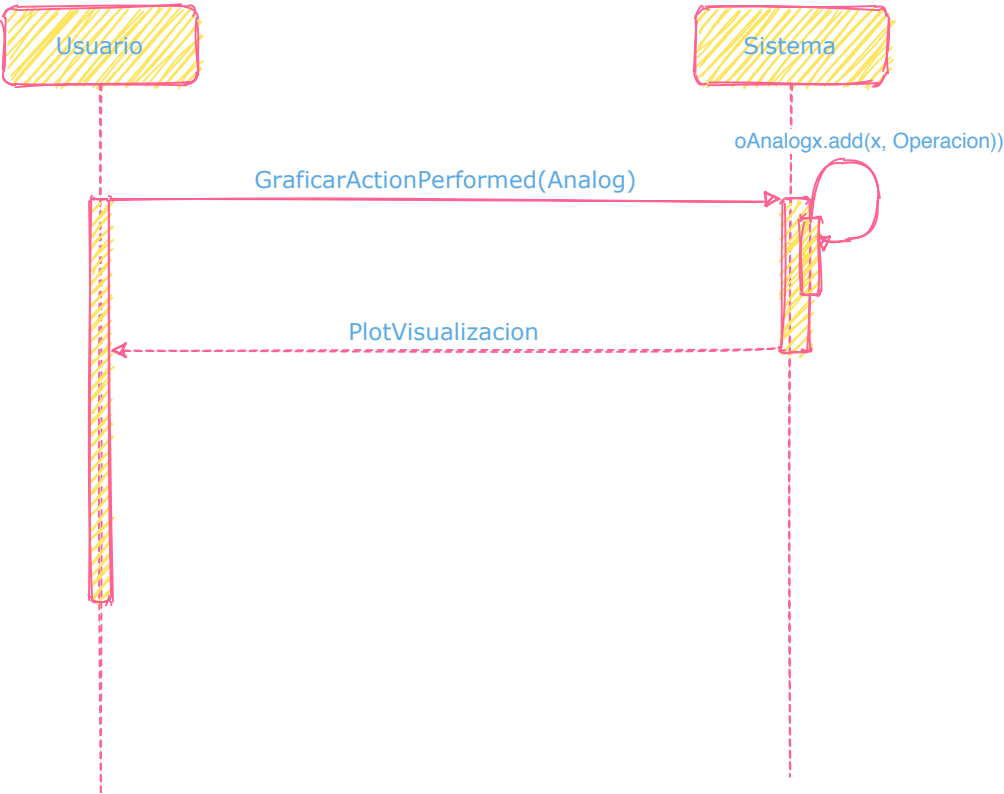 Usuario
Sistema
oAnalogx.add(x, Operacion))
GraficarActionPerformed(Analog)
PlotVisualizacion